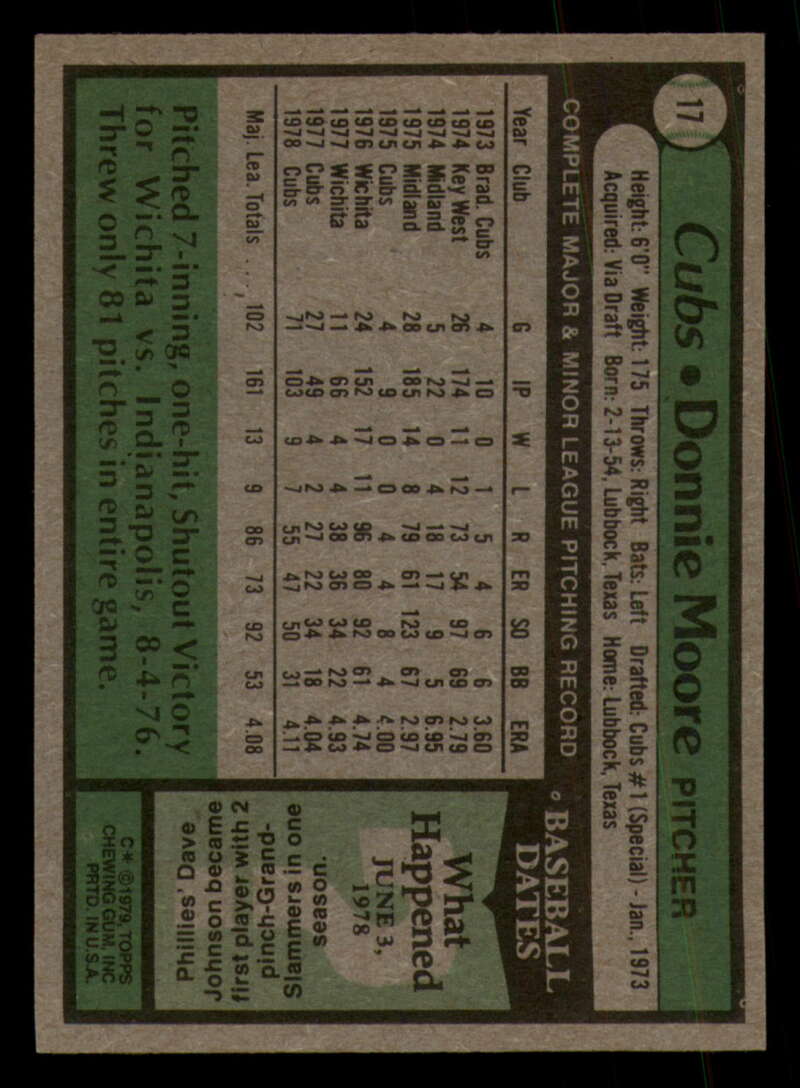 17
Cubs • Donnie Moore PITCHER
Height: 6'0" Weight: 175 Throws: Right Bats: Left Drafted: Cubs #1 (Special) - Jan., 1973
Acquired: Via Draft Born: 2-13-54, Lubbock, Texas Home: Lubbock, Texas
COMPLETE MAJOR & MINOR LEAGUE PITCHING RECORD
Year Club G IP W L R ER SO BB ERA
1973 Brad. Cubs 4 10 0 1 5 4 6 6 3.60
1974 Key West 26 174 11 12 73 54 97 69 2.79
1974 Midland 5 22 0 4 18 17 9 5 6.95
1975 Midland 28 185 14 8 79 61 123 67 2.97
1975 Cubs 4 9 0 0 4 4 8 4 4.00
1976 Wichita 24 152 17 11 96 80 92 61 4.74
1977 Wichita 11 66 4 4 38 36 34 22 4.93
1977 Cubs 27 49 4 2 27 22 34 18 4.04
1978 Cubs 71 103 9 7 55 47 50 31 4.11
Maj. Lea. Totals .... 102 161 13 9 86 73 92 53 4.08
Pitched 7-inning, one-hit, Shutout Victory
for Wichita vs. Indianapolis, 8-4-76.
Threw only 81 pitches in entire game.
BASEBALL
DATES
What
Happened
JUNE 3,
1978
Phillies' Dave
Johnson became
first player with 2
pinch-Grand-
Slammers in one
season.
C* ©1979, TOPPS
CHEWING GUM, INC
PRTD. IN U.S.A.